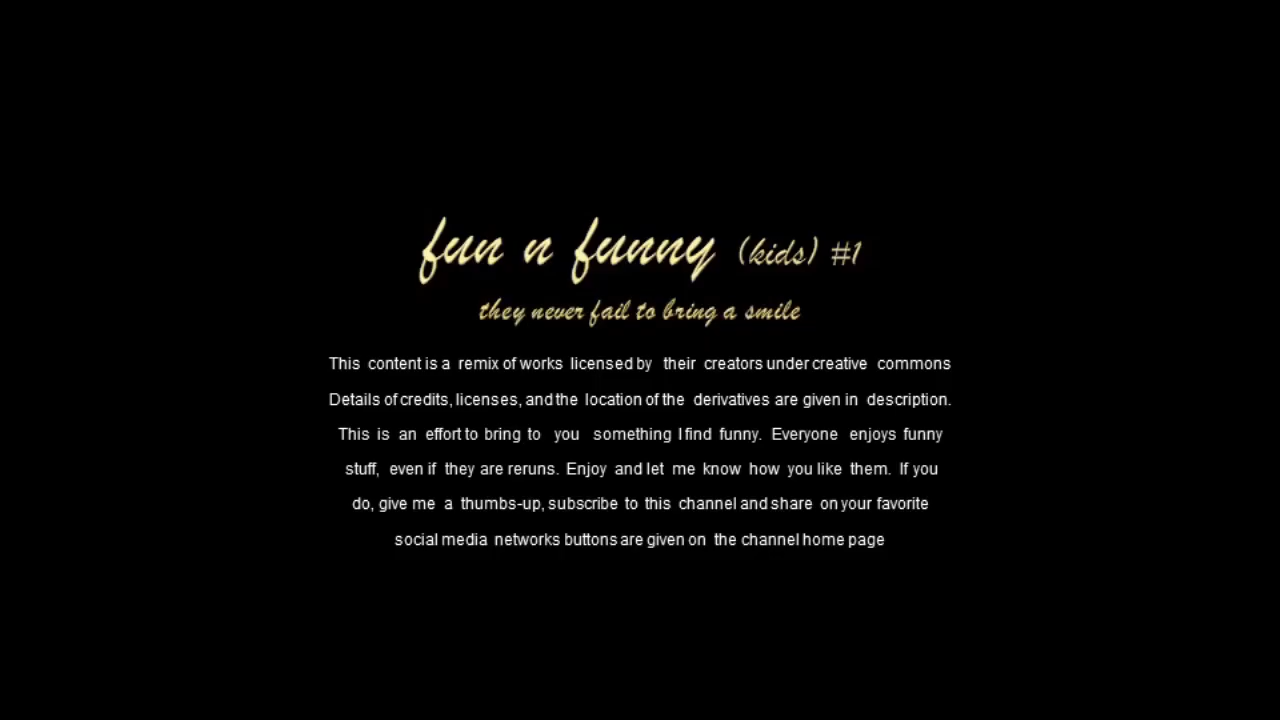 fun n funny (kids) #1
they never fail to bring a smile
This content is a remix of works licensed by their creators under creative commons
Details of credits, licenses, and the location of the derivatives are given in description.
This is an effort to bring to you something I find funny. Everyone enjoys funny
stuff, even if they are reruns. Enjoy and let me know how you like them. If you
do, give me a thumbs-up, subscribe to this channel and share on your favorite
social media networks buttons are given on the channel home page